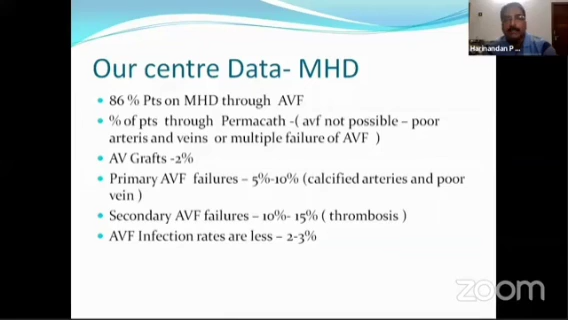 Harinandan P ...
Our centre Data- MHD
86 % Pts on MHD through AVF
% of pts through Permacath -( avf not possible – poor
arteris and veins or multiple failure of AVF )
AV Grafts -2%
Primary AVF failures – 5%-10% (calcified arteries and poor
vein )
Secondary AVF failures – 10%- 15% ( thrombosis )
AVF Infection rates are less – 2-3%
zoom